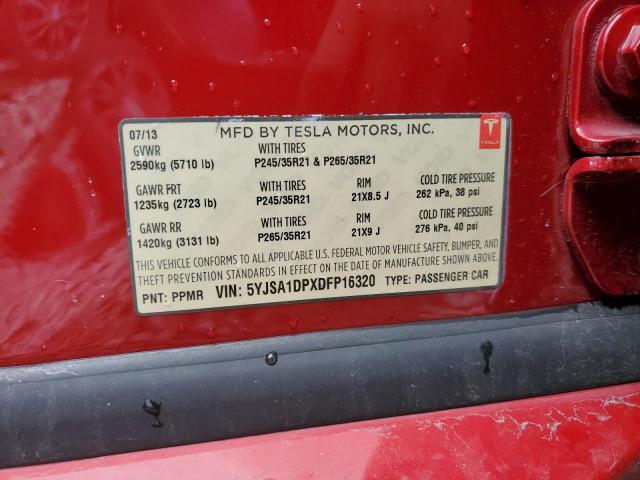 07/13 MFD BY TESLA MOTORS, INC. TESLA
GVWR WITH TIRES
2590kg (5710 lb) P245/35R21 & P265/35R21
GAWR FRT WITH TIRES RIM COLD TIRE PRESSURE
1235kg (2723 lb) P245/35R21 21X8.5 J 262 kPa, 38 psi
GAWR RR WITH TIRES RIM COLD TIRE PRESSURE
1420kg (3131 lb) P265/35R21 21X9 J 276 kPa, 40 psi
THIS VEHICLE CONFORMS TO ALL APPLICABLE U.S. FEDERAL MOTOR VEHICLE SAFETY, BUMPER, AND
THEFT PREVENTION STANDARDS IN EFFECT ON THE DATE OF MANUFACTURE SHOWN ABOVE.
PNT: PPMR VIN: 5YJSA1DPXDFP16320 TYPE: PASSENGER CAR